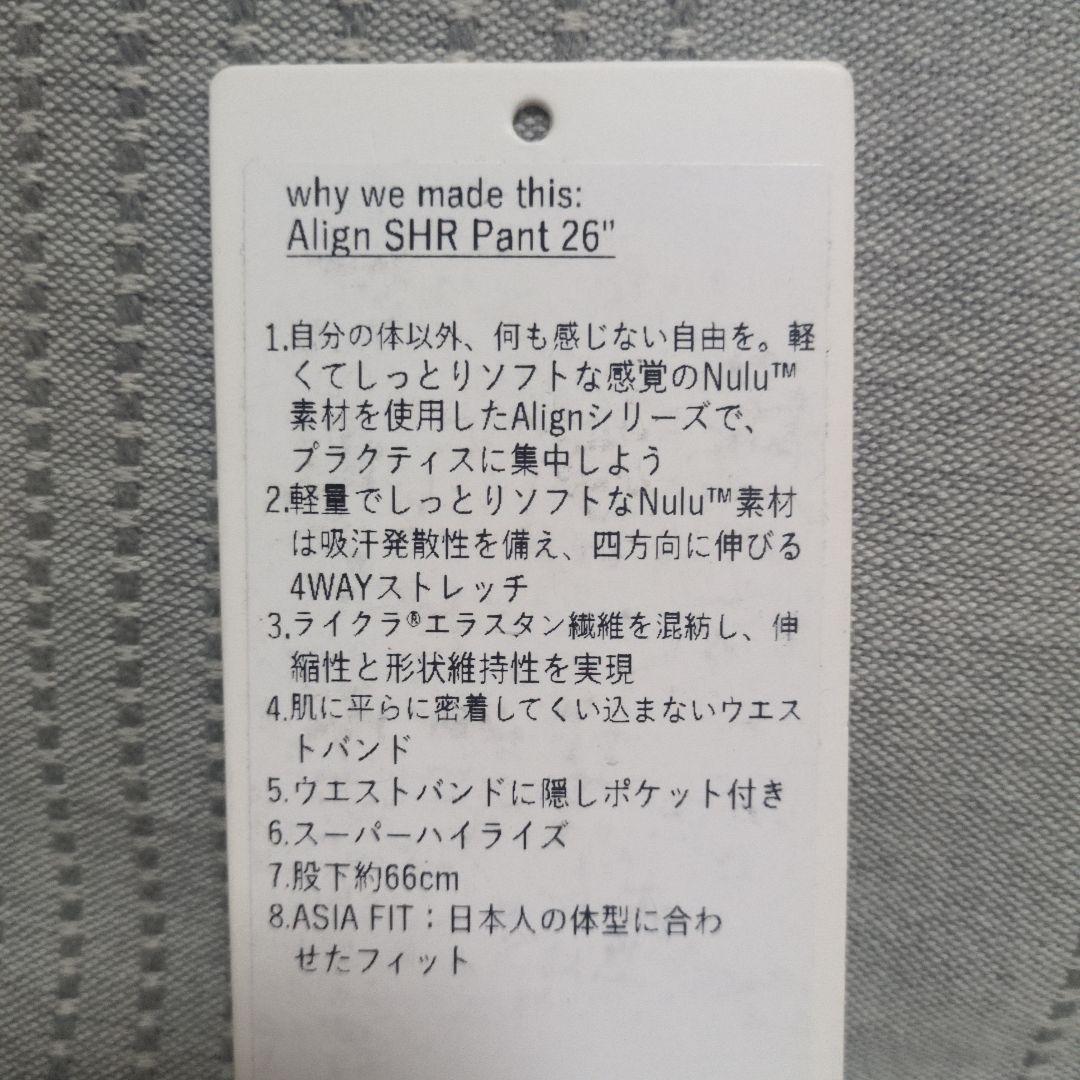 why we made this:
Align SHR Pant 26"
1.自分の体以外、何も感じない自由を。軽
くてしっとりソフトな感覚のNulu™
素材を使用したAlignシリーズで、
プラクティスに集中しよう
2.軽量でしっとりソフトなNulu™素材
は吸汗発散性を備え、四方向に伸びる
4WAYストレッチ
3.ライクラ®エラスタン繊維を混紡し、伸
縮性と形状維持性を実現
4.肌に平らに密着してくい込まないウエス
トバンド
5.ウエストバンドに隠しポケット付き
6.スーパーハイライズ
7.股下約66cm
8.ASIA FIT：日本人の体型に合わ
せたフィット